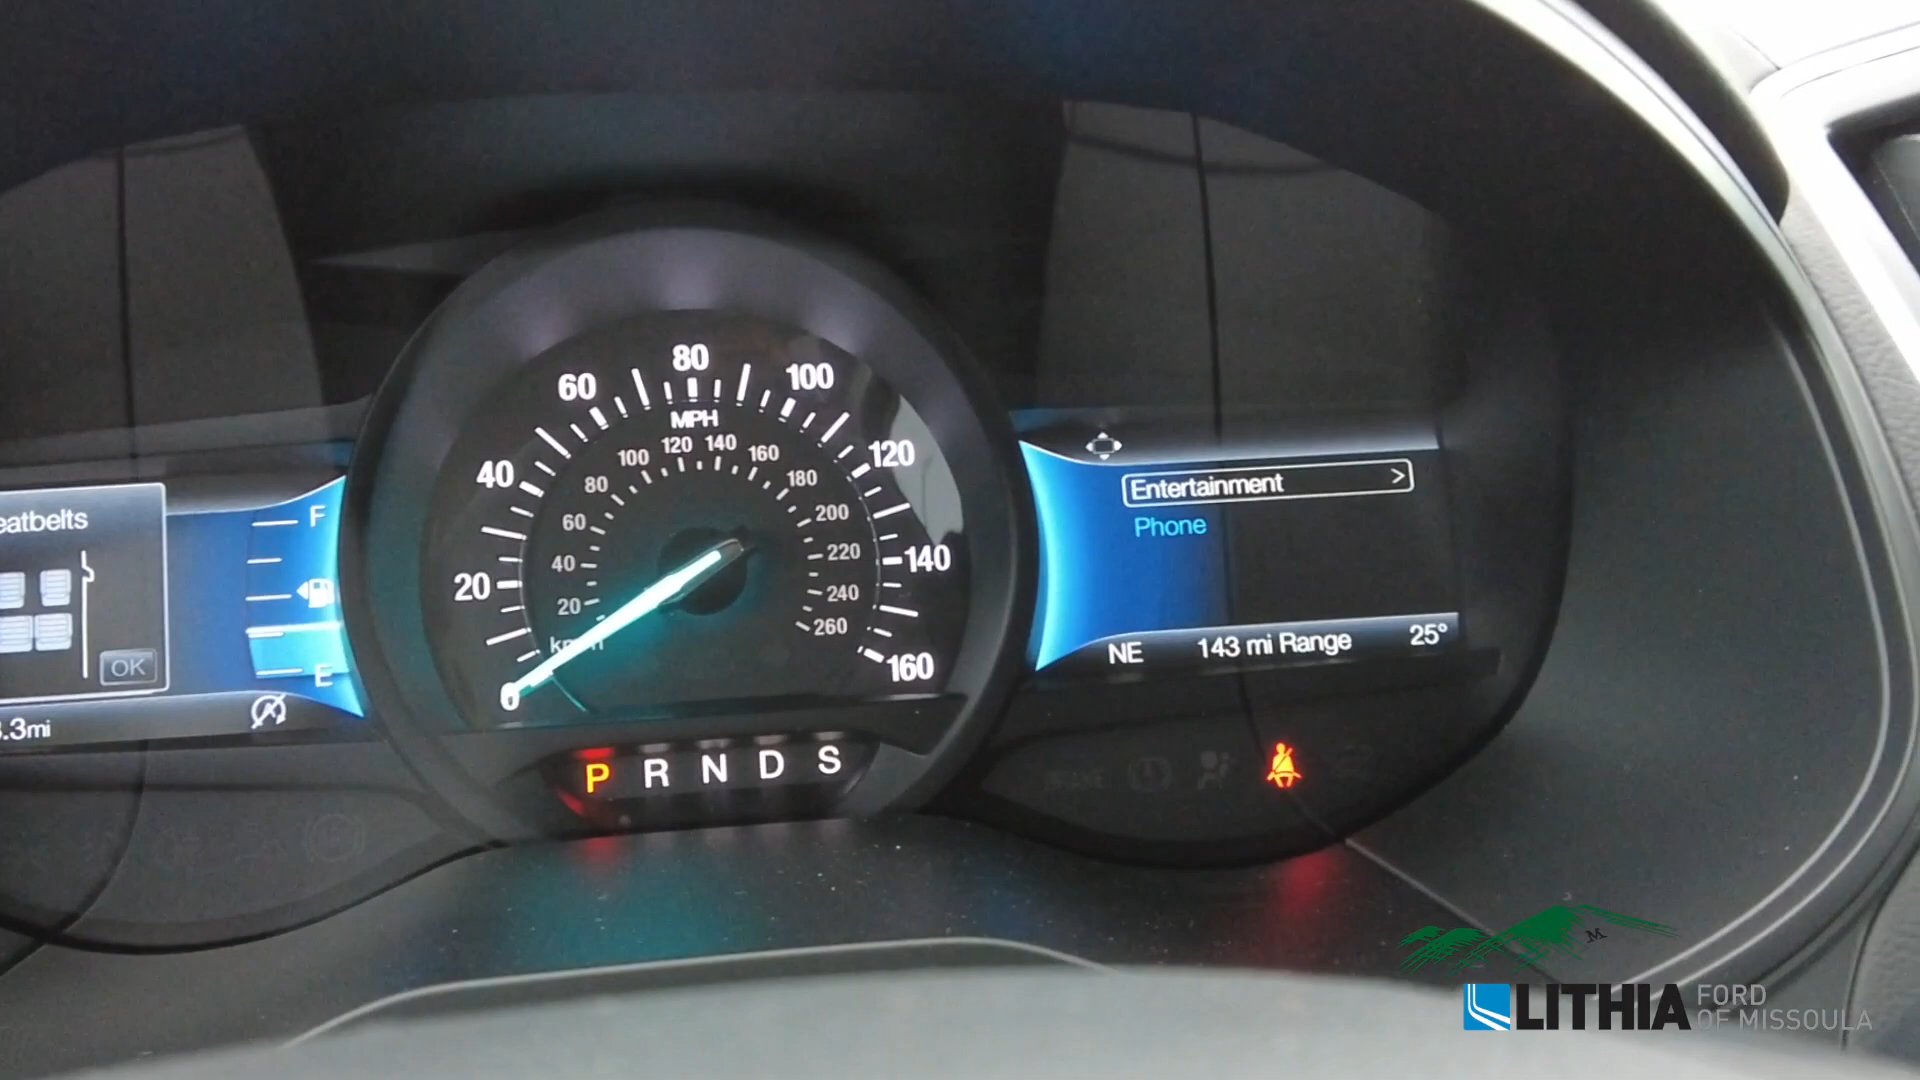 80
60
100
MPH
40
120
100
120
140
160
80
180
60
200
40
220
20
240
260
20
140
km/h
0
160
eatbelts
OK
.3mi
F
E
Entertainment >
Phone
NE 143 mi Range 25°
P R N D S
M
LITHIA FORD
OF MISSOULA